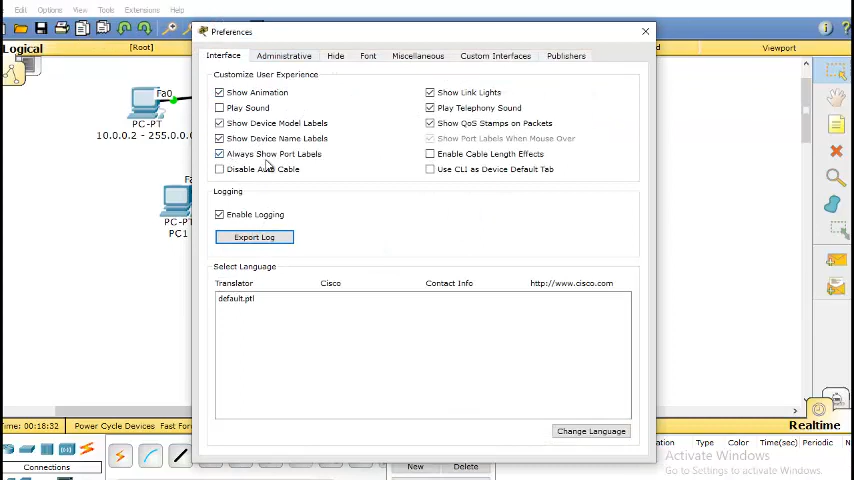 Options View Tools Extensions Help
Preferences
Logical
[Root]
Viewport
Interface Administrative Hide Font Miscellaneous Custom Interfaces Publishers
Customize User Experience
Show Animation
Play Sound
Show Device Model Labels
Show Device Name Labels
Always Show Port Labels
Disable Auto Cable
Show Link Lights
Play Telephony Sound
Show QoS Stamps on Packets
Show Port Labels When Mouse Over
Enable Cable Length Effects
Use CLI as Device Default Tab
Logging
Enable Logging
Export Log
Select Language
Translator Cisco Contact Info http://www.cisco.com
default.ptl
Change Language
Fa0
PC-PT
10.0.0.2 - 255.0.0
Fa
PC-PT
PC1
Time: 00:18:32 Power Cycle Devices Fast For
Realtime
Connections
New Delete
Type Color Time(sec) Periodic
Activate Windows
Go to Settings to activate Windows.